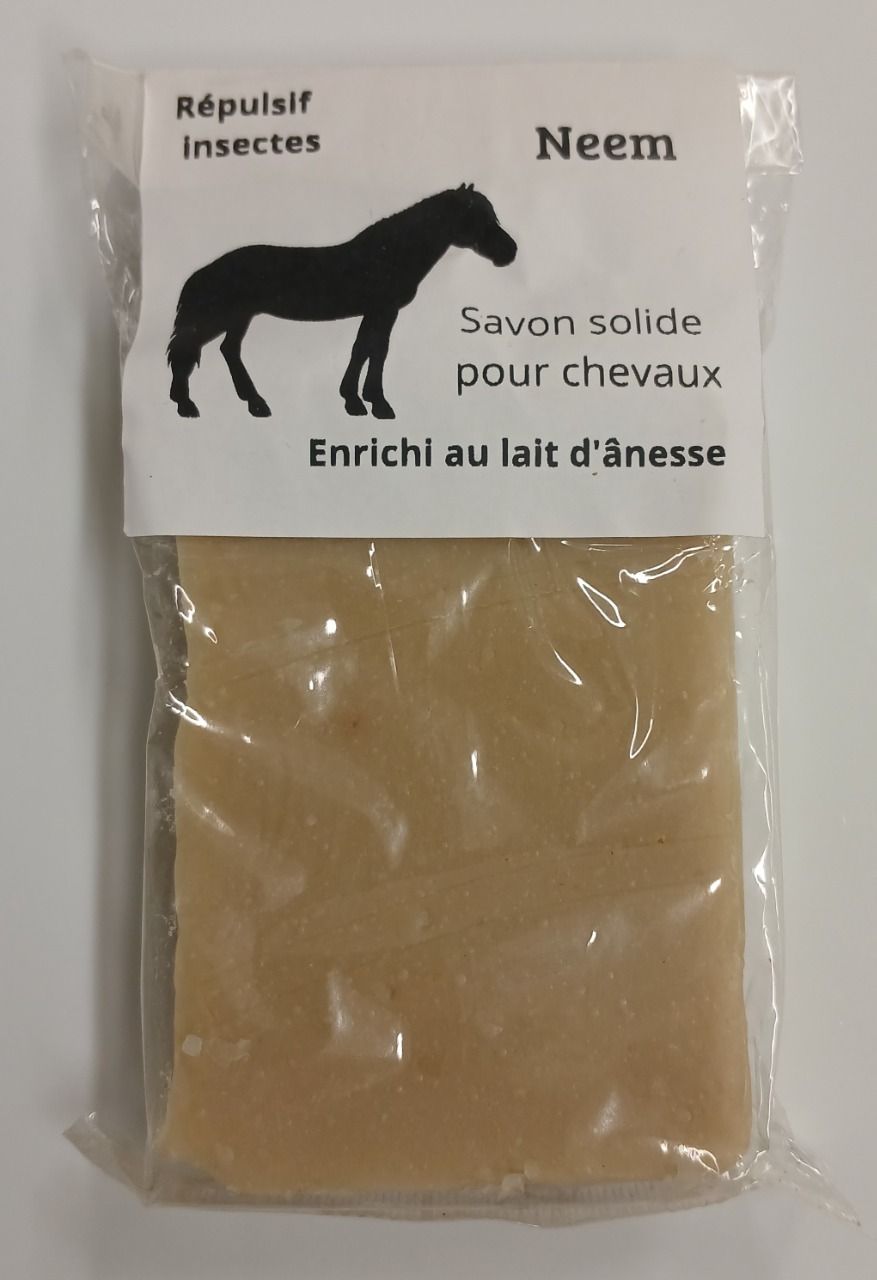 Répulsif
insectes
Neem
Savon solide
pour chevaux
Enrichi au lait d'ânesse